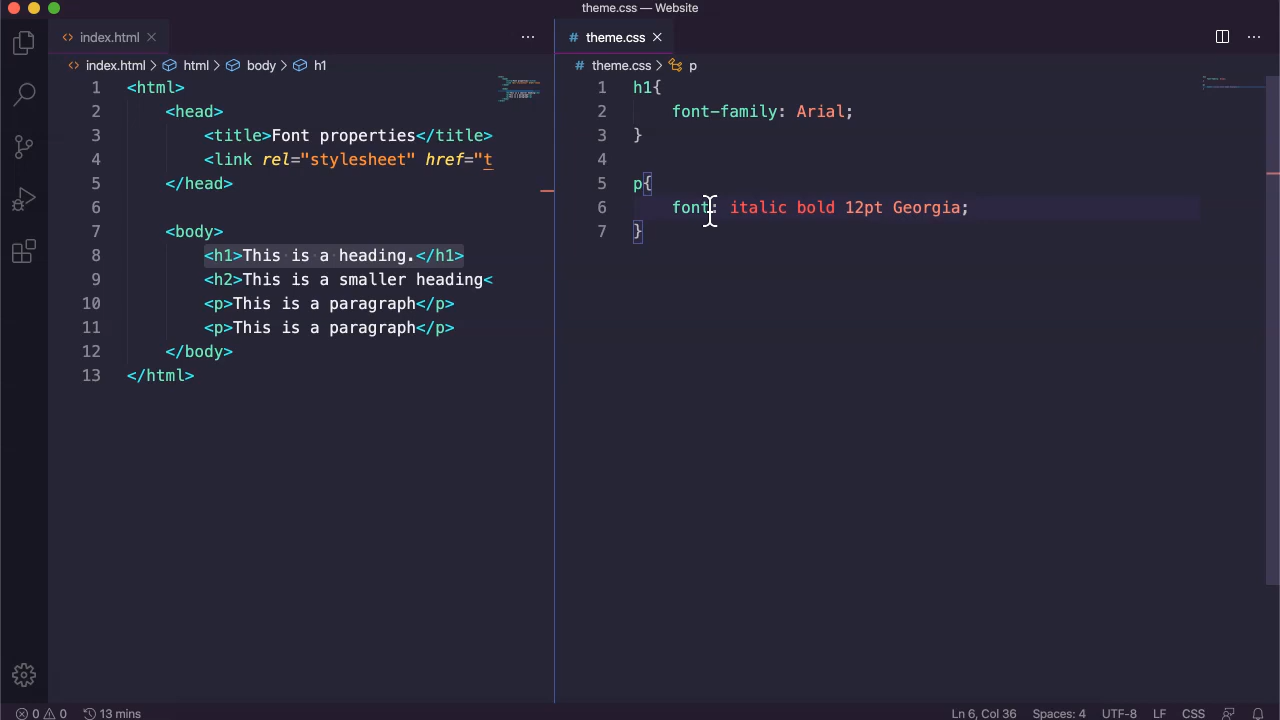 theme.css — Website
index.html
theme.css
index.html > html > body > h1
theme.css > p
1 <html>
2 <head>
3 <title>Font properties</title>
4 <link rel="stylesheet" href="t
5 </head>
6
7 <body>
8 <h1>This is a heading.</h1>
9 <h2>This is a smaller heading<
10 <p>This is a paragraph</p>
11 <p>This is a paragraph</p>
12 </body>
13 </html>
1 h1{
2 font-family: Arial;
3 }
4
5 p{
6 font: italic bold 12pt Georgia;
7 }
0 0 13 mins
Ln 6, Col 36 Spaces: 4 UTF-8 LF CSS